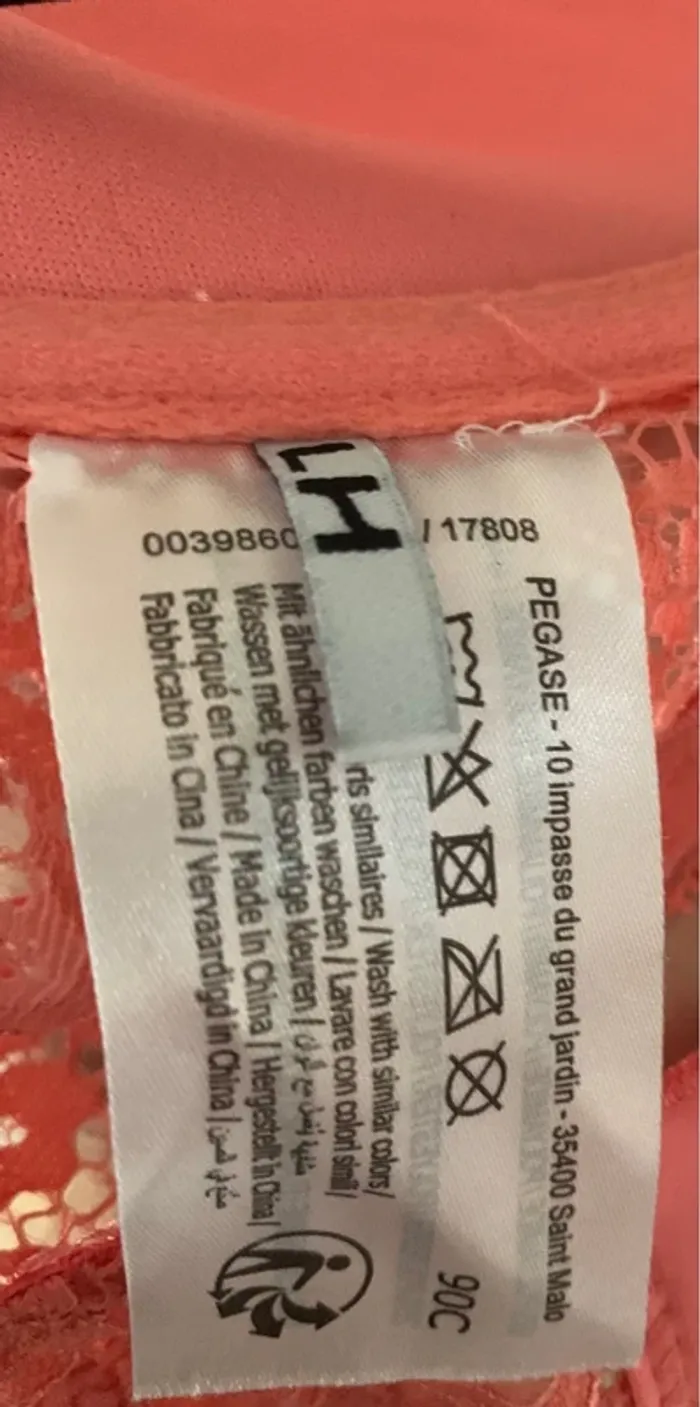 LH
0039860
/ 17808
PEGASE - 10 impasse du grand jardin - 35400 Saint Malo
90C
ris similaires / Wash with similar colors /
Mit ähnlichen farben waschen / Lavare con colori simili /
Wassen met gelijksoortige kleuren /
Fabriqué en Chine / Made in China / Hergestellt in China /
Fabbricato in Cina / Vervaardigd in China /